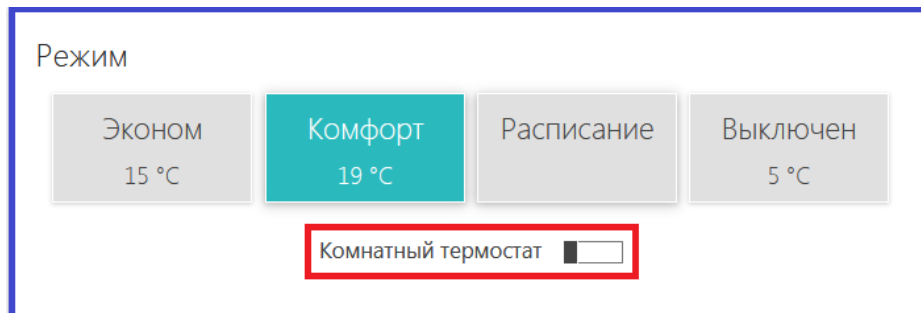 Режим
Эконом Комфорт Расписание Выключен
15 °C 19 °C 5 °C
Комнатный термостат